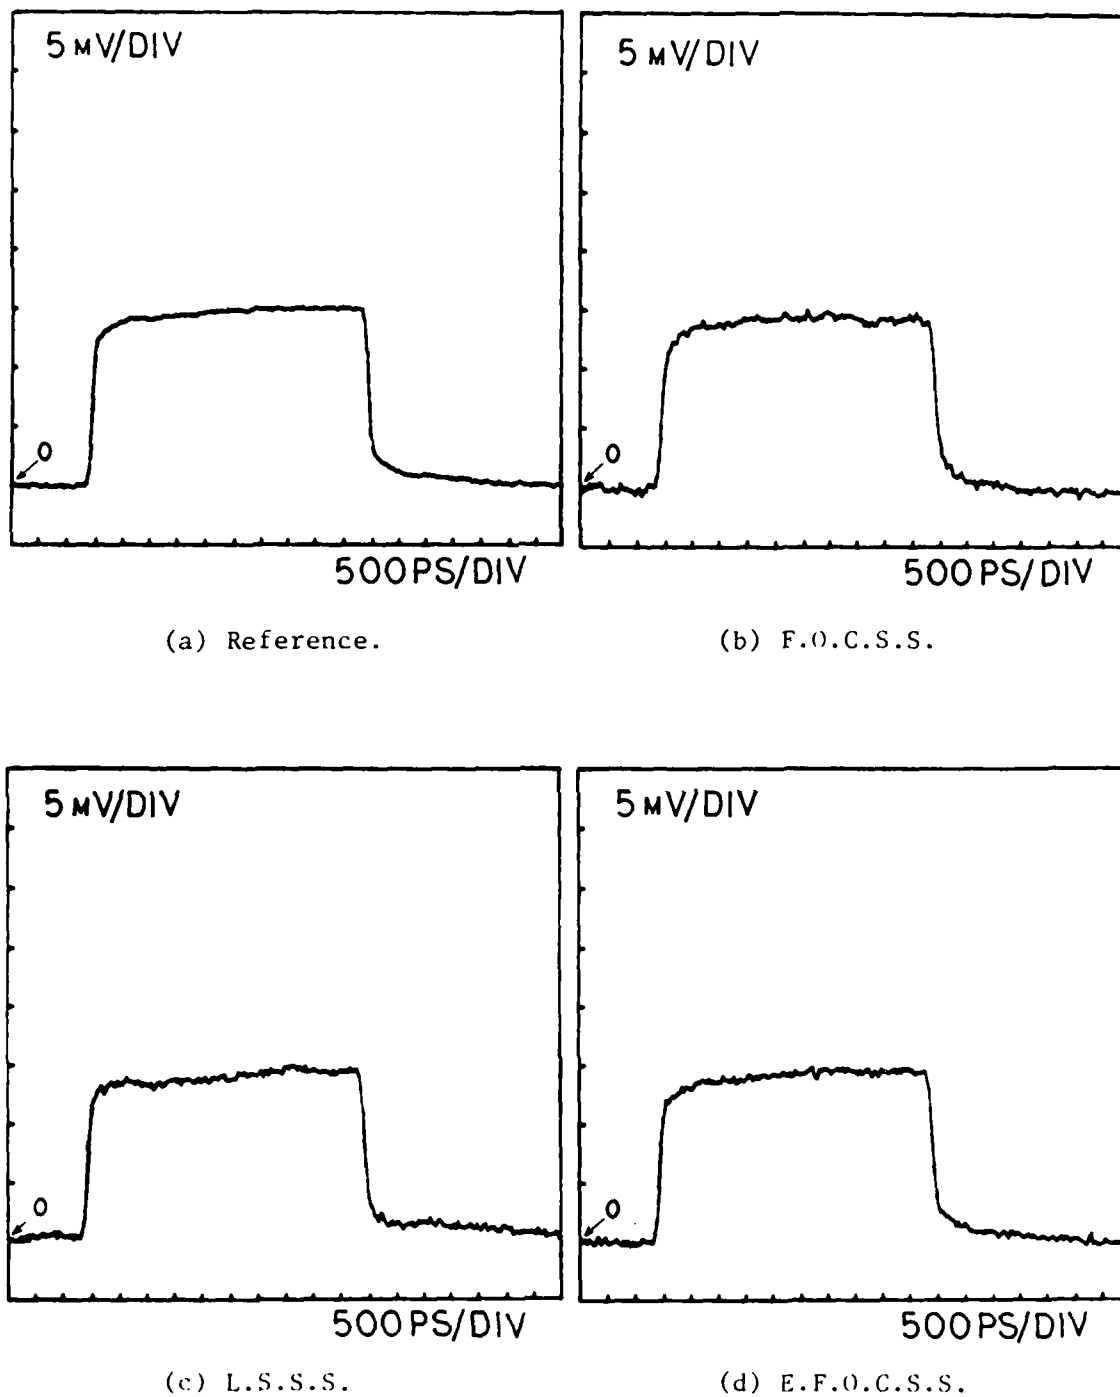 5 MV/DIV
0
500PS/DIV
(a) Reference.
5 MV/DIV
0
500PS/DIV
(b) F.O.C.S.S.
5 MV/DIV
0
500PS/DIV
(c) L.S.S.S.
5 MV/DIV
0
500PS/DIV
(d) E.F.O.C.S.S.